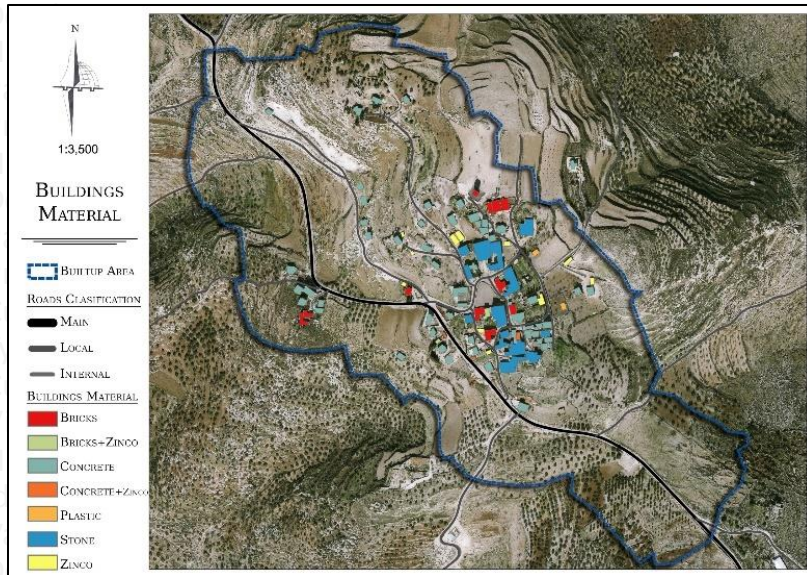 N
1:3,500
BUILDINGS
MATERIAL
BUILTUP AREA
ROADS CLASIFICATION
MAIN
LOCAL
INTERNAL
BUILDINGS MATERIAL
BRICKS
BRICKS+ZINCO
CONCRETE
CONCRETE+ZINCO
PLASTIC
STONE
ZINCO